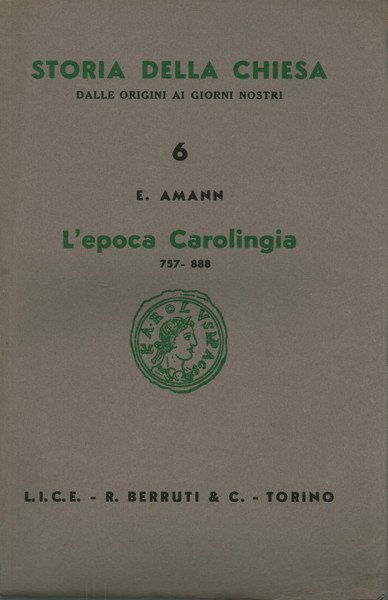 STORIA DELLA CHIESA
DALLE ORIGINI AI GIORNI NOSTRI
6
E. AMANN
L'epoca Carolingia
757- 888
L.I.C.E. - R. BERRUTI & C. - TORINO